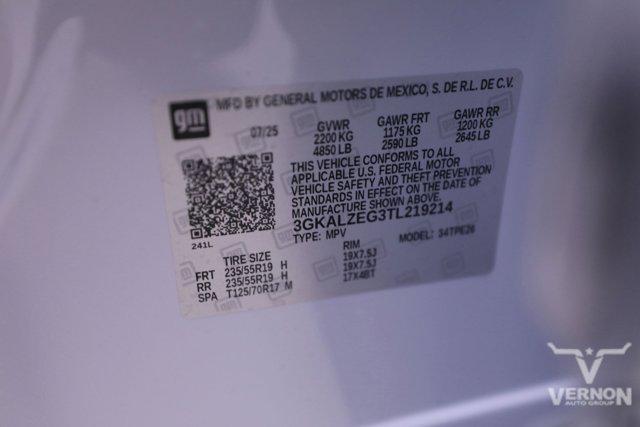 gm
MFD BY GENERAL MOTORS DE MEXICO, S. DE R.L. DE C.V.
07/25 GVWR GAWR FRT GAWR RR
2200 KG 1175 KG 1200 KG
4850 LB 2590 LB 2645 LB
THIS VEHICLE CONFORMS TO ALL
APPLICABLE U.S. FEDERAL MOTOR
VEHICLE SAFETY AND THEFT PREVENTION
STANDARDS IN EFFECT ON DATE OF
MANUFACTURE SHOWN ABOVE.
3GKALZEG3TL219214
TYPE: MPV MODEL: 34TPE26
241L
TIRE SIZE RIM
FRT 235/55R19 H 19X7.5J
RR 235/55R19 H 19X7.5J
SPA T125/70R17 M 17X4BT
VERNON
AUTO GROUP